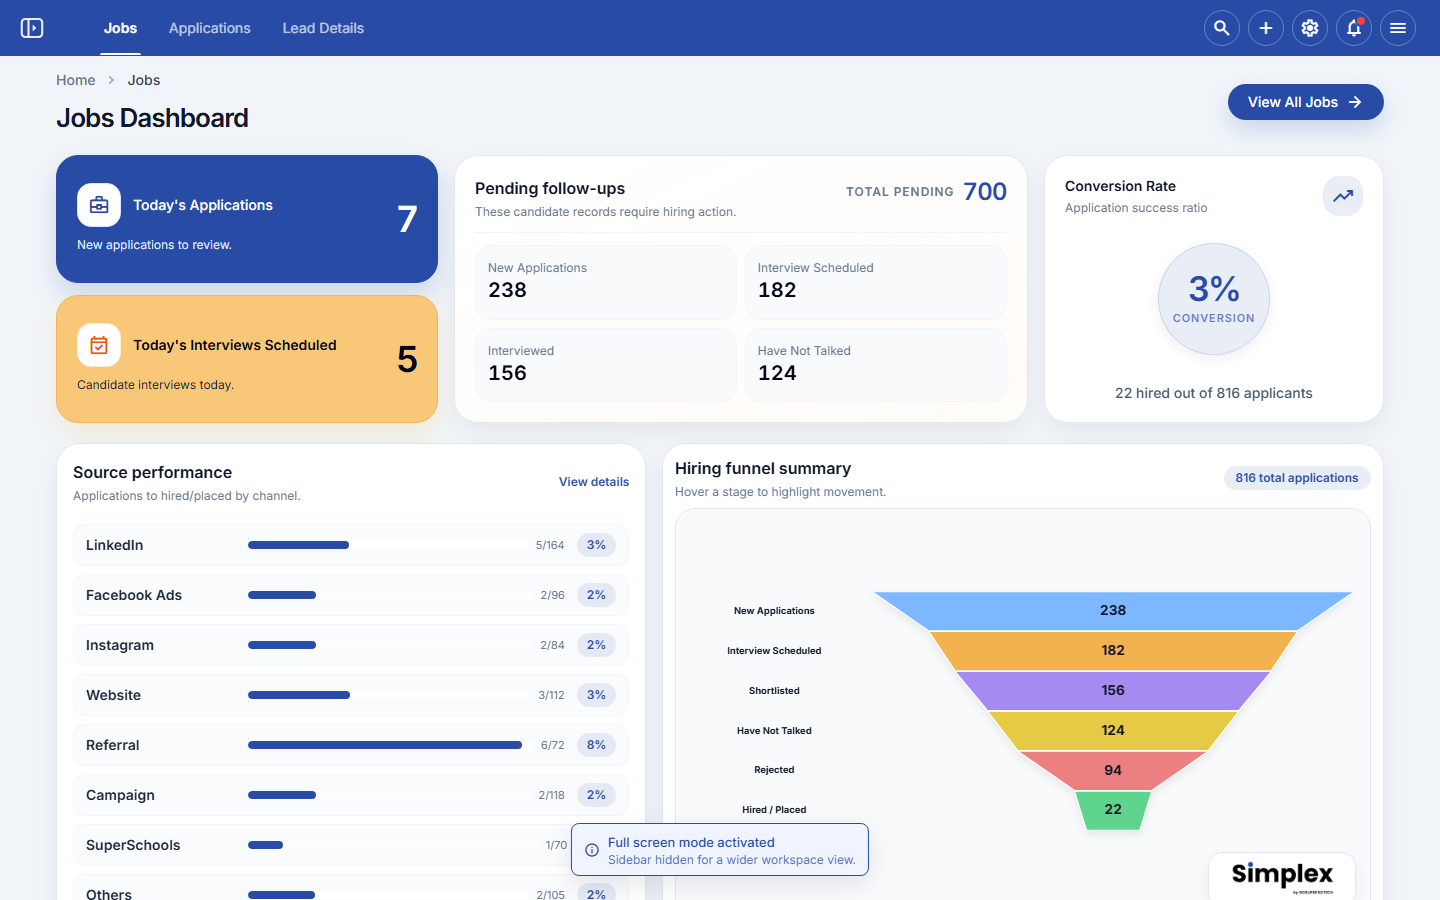 Jobs
Applications
Lead Details
Home
Jobs
Jobs Dashboard
View All Jobs
Today's Applications
7
New applications to review.
Today's Interviews Scheduled
5
Candidate interviews today.
Pending follow-ups
These candidate records require hiring action.
TOTAL PENDING 700
New Applications
238
Interview Scheduled
182
Interviewed
156
Have Not Talked
124
Conversion Rate
Application success ratio
3%
CONVERSION
22 hired out of 816 applicants
Source performance
Applications to hired/placed by channel.
View details
LinkedIn 5/164 3%
Facebook Ads 2/96 2%
Instagram 2/84 2%
Website 3/112 3%
Referral 6/72 8%
Campaign 2/118 2%
SuperSchools 1/70
Others 2/105 2%
Hiring funnel summary
Hover a stage to highlight movement.
816 total applications
New Applications 238
Interview Scheduled 182
Shortlisted 156
Have Not Talked 124
Rejected 94
Hired / Placed 22
Full screen mode activated
Sidebar hidden for a wider workspace view.
Simplex